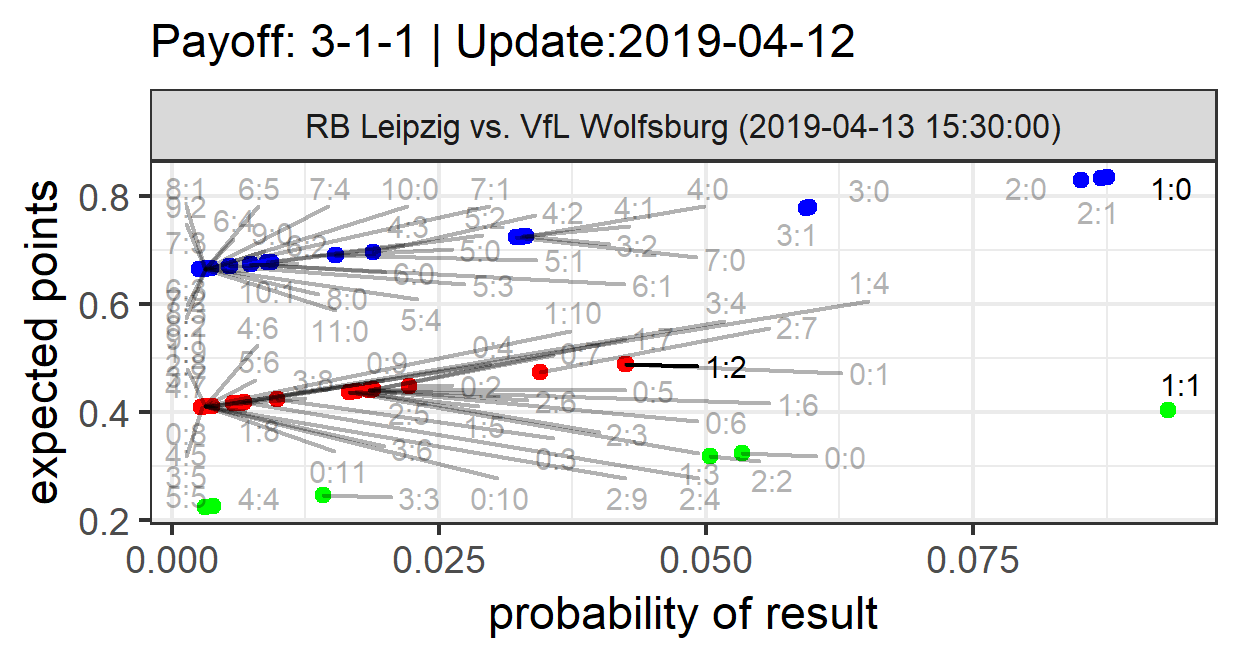 Payoff: 3-1-1 | Update:2019-04-12
RB Leipzig vs. VfL Wolfsburg (2019-04-13 15:30:00)
8:1 6:5 7:4 10:0 7:1 4:0 3:0 2:0 1:0
9:2 6:4 4:3 5:2 4:2 4:1 2:1
7:3 9:0 6:2 5:0 3:2 3:1
6:0 5:1 7:0
10:1 8:0 5:3 6:1 1:4
11:0 5:4 1:10 3:4
4:6 0:4 1:7 2:7
5:6 0:9 0:7 1:2 0:1
4:7 3:8 0:2 0:5 1:1
2:5 2:6 1:6
0:8 1:8 1:5 2:3 0:6
4:5 3:6 0:3 0:0
3:5 0:11 1:3 2:2
5:5 4:4 3:3 0:10 2:9 2:4
expected points
0.8
0.6
0.4
0.2
0.000 0.025 0.050 0.075
probability of result